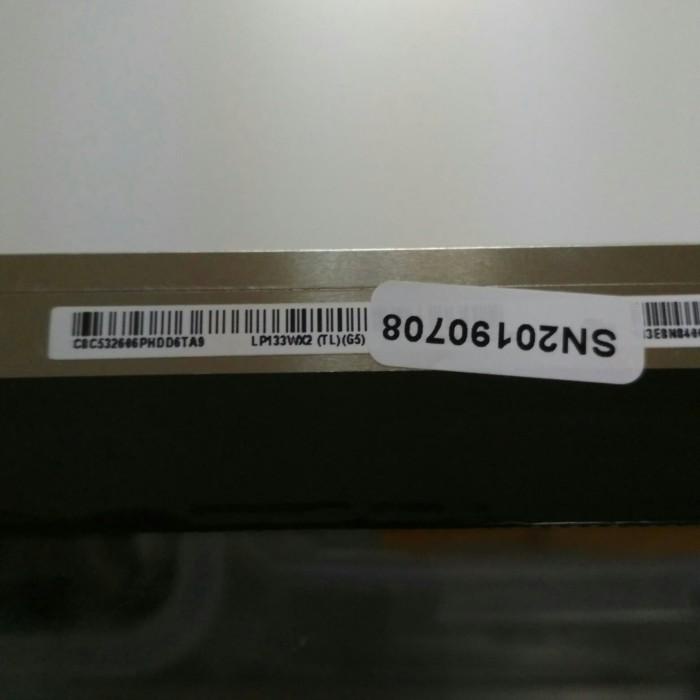 C8C532606PHDD6TA9 LP133WX2 (TL)(G5)
SN20190708